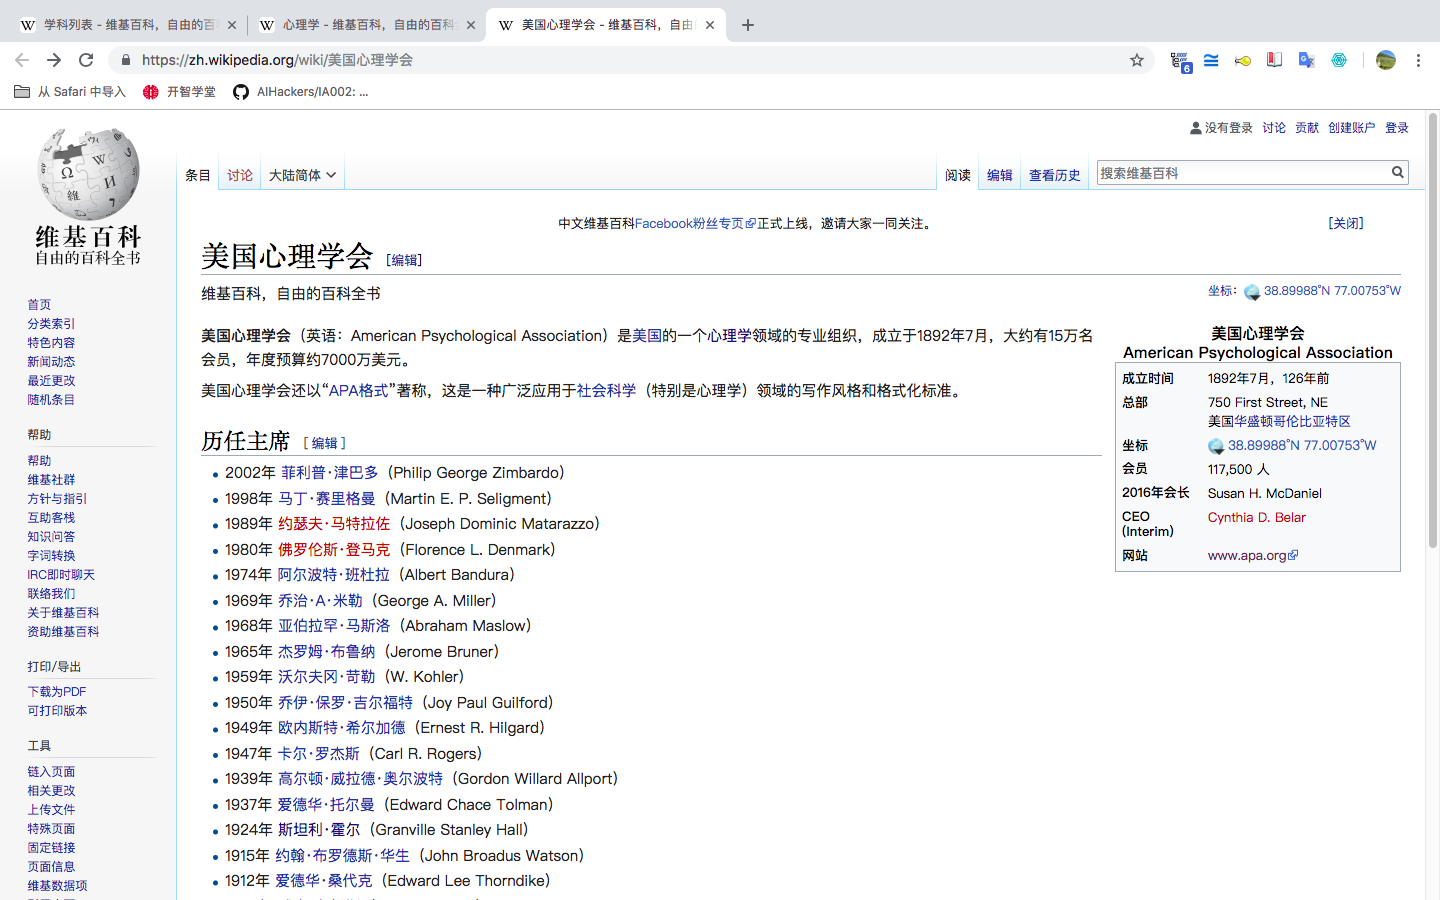 学科列表 - 维基百科，自由的百
心理学 - 维基百科，自由的百科
美国心理学会 - 维基百科，自由
https://zh.wikipedia.org/wiki/美国心理学会
6
从 Safari 中导入
开智学堂
AIHackers/IA002: ...
没有登录 讨论 贡献 创建账户 登录
维基百科
自由的百科全书
条目 讨论 大陆简体
阅读 编辑 查看历史
搜索维基百科
中文维基百科Facebook粉丝专页正式上线，邀请大家一同关注。
[关闭]
美国心理学会 [编辑]
维基百科，自由的百科全书
坐标： 38.89988°N 77.00753°W
美国心理学会（英语：American Psychological Association）是美国的一个心理学领域的专业组织，成立于1892年7月，大约有15万名
会员，年度预算约7000万美元。
美国心理学会还以“APA格式”著称，这是一种广泛应用于社会科学（特别是心理学）领域的写作风格和格式化标准。
美国心理学会
American Psychological Association
成立时间 1892年7月，126年前
总部 750 First Street, NE
美国华盛顿哥伦比亚特区
坐标 38.89988°N 77.00753°W
会员 117,500 人
2016年会长 Susan H. McDaniel
CEO Cynthia D. Belar
(Interim)
网站 www.apa.org
历任主席 [ 编辑 ]
2002年 菲利普·津巴多（Philip George Zimbardo）
1998年 马丁·赛里格曼（Martin E. P. Seligment）
1989年 约瑟夫·马特拉佐（Joseph Dominic Matarazzo）
1980年 佛罗伦斯·登马克（Florence L. Denmark）
1974年 阿尔波特·班杜拉（Albert Bandura）
1969年 乔治·A·米勒（George A. Miller）
1968年 亚伯拉罕·马斯洛（Abraham Maslow）
1965年 杰罗姆·布鲁纳（Jerome Bruner）
1959年 沃尔夫冈·苛勒（W. Kohler）
1950年 乔伊·保罗·吉尔福特（Joy Paul Guilford）
1949年 欧内斯特·希尔加德（Ernest R. Hilgard）
1947年 卡尔·罗杰斯（Carl R. Rogers）
1939年 高尔顿·威拉德·奥尔波特（Gordon Willard Allport）
1937年 爱德华·托尔曼（Edward Chace Tolman）
1924年 斯坦利·霍尔（Granville Stanley Hall）
1915年 约翰·布罗德斯·华生（John Broadus Watson）
1912年 爱德华·桑代克（Edward Lee Thorndike）
首页
分类索引
特色内容
新闻动态
最近更改
随机条目
帮助
帮助
维基社群
方针与指引
互助客栈
知识问答
字词转换
IRC即时聊天
联络我们
关于维基百科
资助维基百科
打印/导出
下载为PDF
可打印版本
工具
链入页面
相关更改
上传文件
特殊页面
固定链接
页面信息
维基数据项